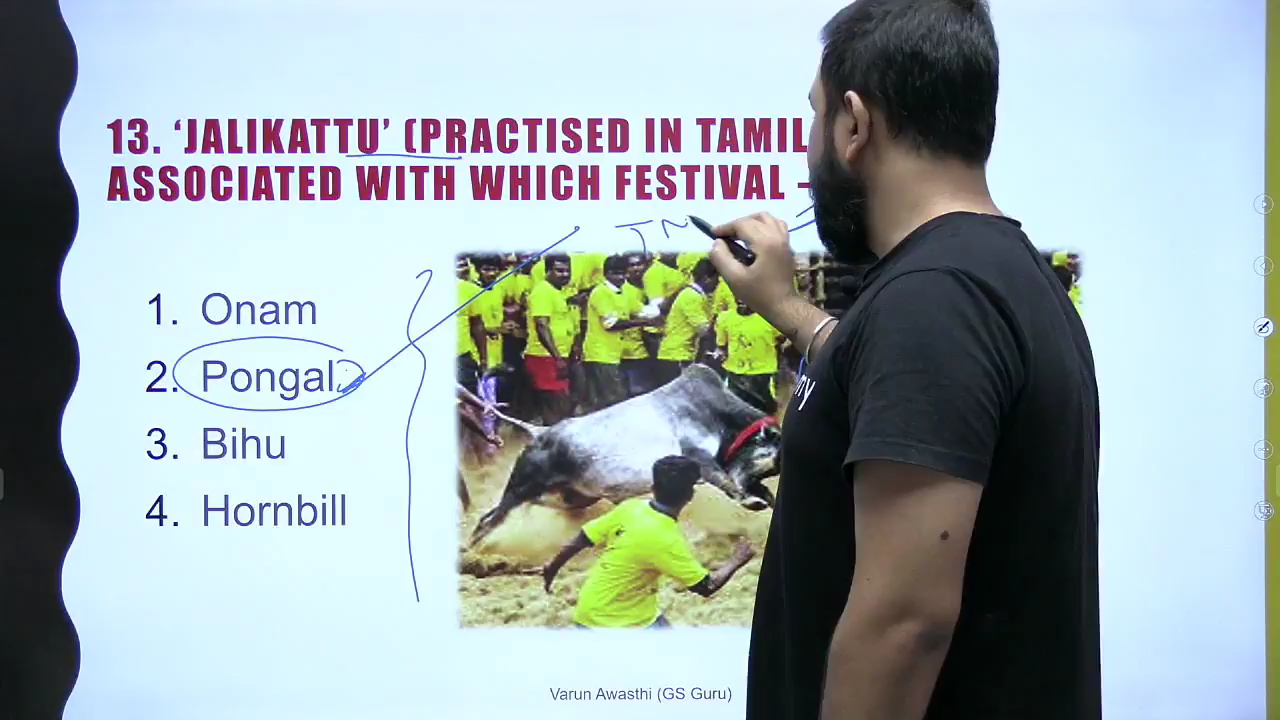 13. ‘JALIKATTU’ (PRACTISED IN TAMIL
ASSOCIATED WITH WHICH FESTIVAL -
TN
1. Onam
2. Pongal.
3. Bihu
4. Hornbill
Varun Awasthi (GS Guru)